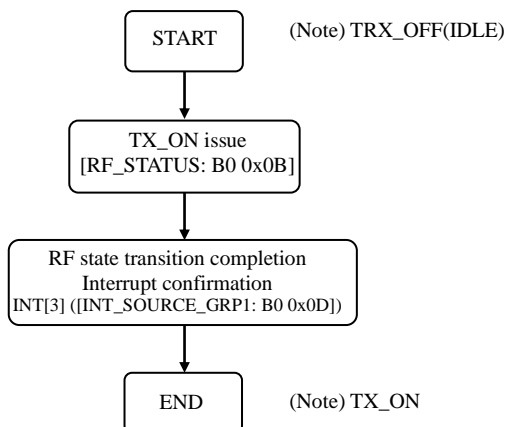 START
(Note) TRX_OFF(IDLE)
TX_ON issue
[RF_STATUS: B0 0x0B]
RF state transition completion
Interrupt confirmation
INT[3] ([INT_SOURCE_GRP1: B0 0x0D])
END
(Note) TX_ON